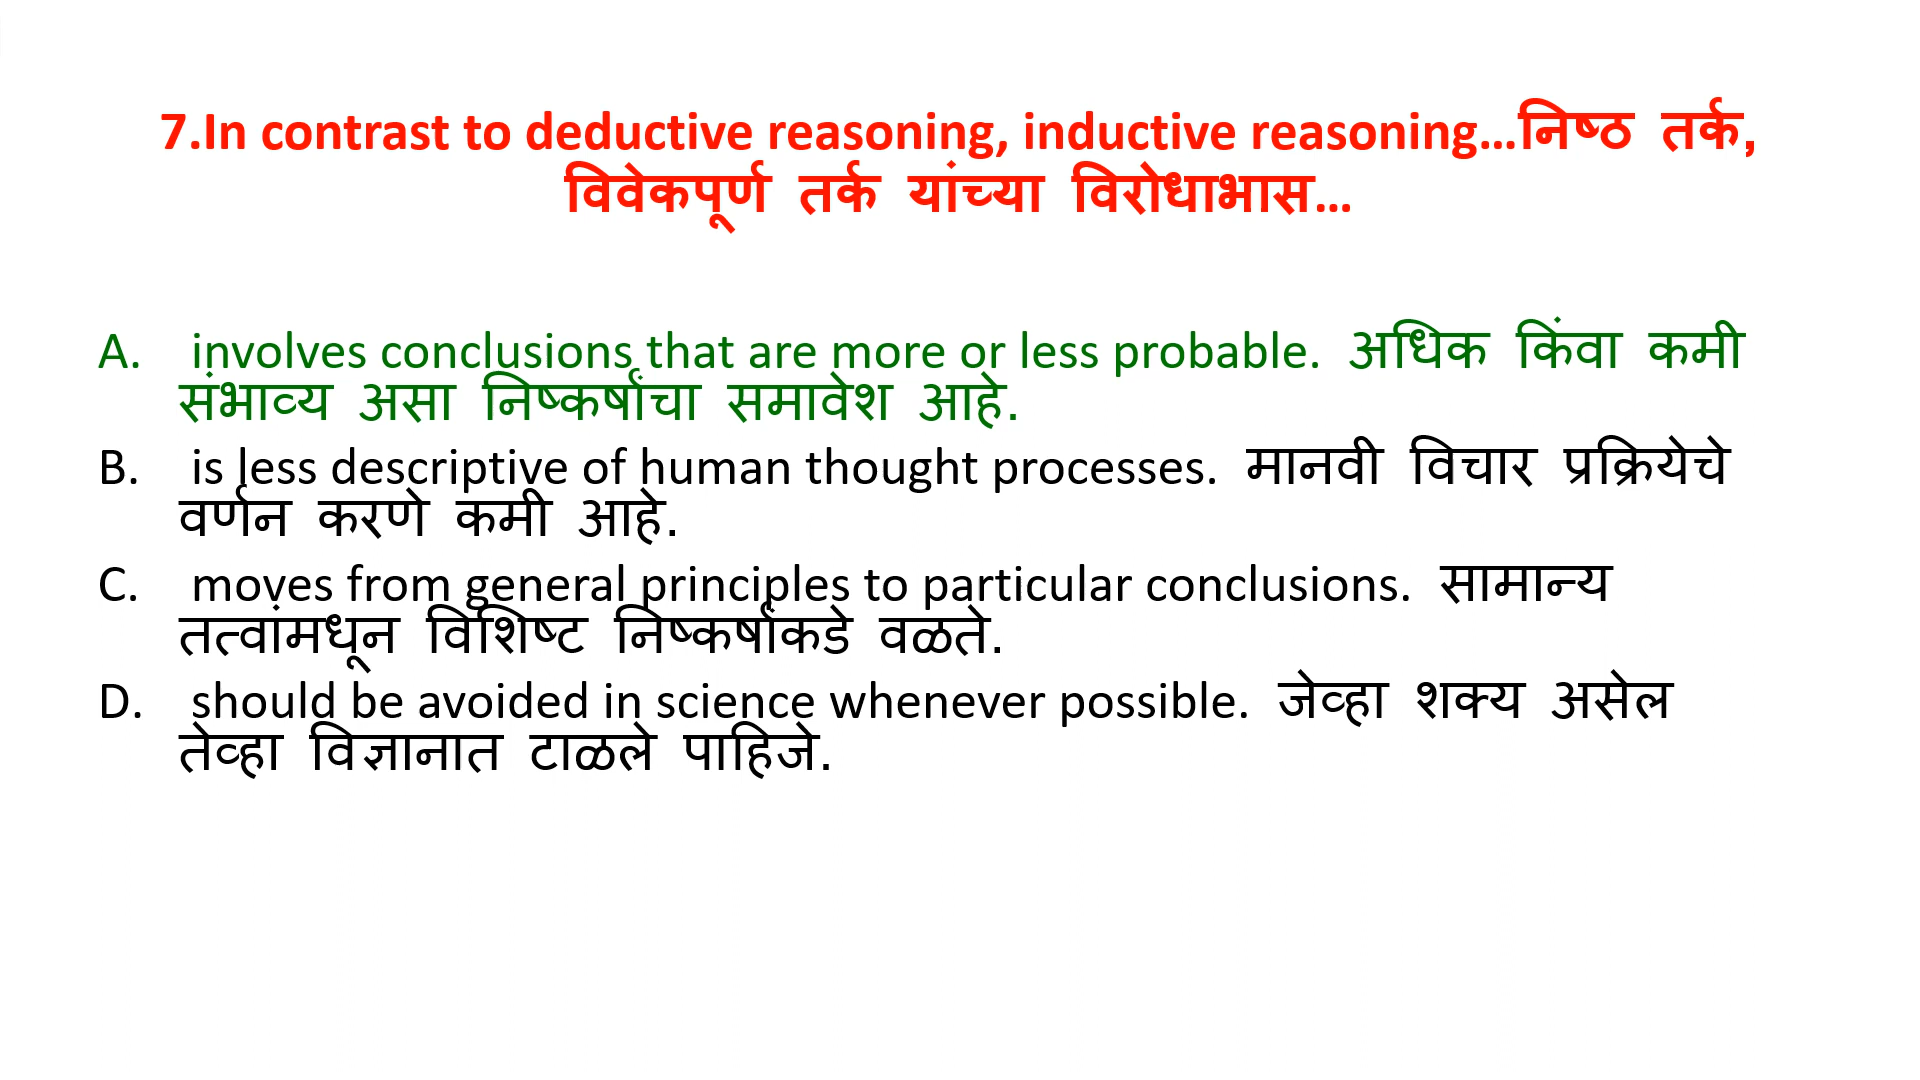 7.In contrast to deductive reasoning, inductive reasoning…निष्ठ तर्क,
विवेकपूर्ण तर्क यांच्या विरोधाभास…
A. involves conclusions that are more or less probable. अधिक किंवा कमी
संभाव्य असा निष्कर्षांचा समावेश आहे.
B. is less descriptive of human thought processes. मानवी विचार प्रक्रियेचे
वर्णन करणे कमी आहे.
C. moves from general principles to particular conclusions. सामान्य
तत्वांमधून विशिष्ट निष्कर्षांकडे वळते.
D. should be avoided in science whenever possible. जेव्हा शक्य असेल
तेव्हा विज्ञानात टाळले पाहिजे.